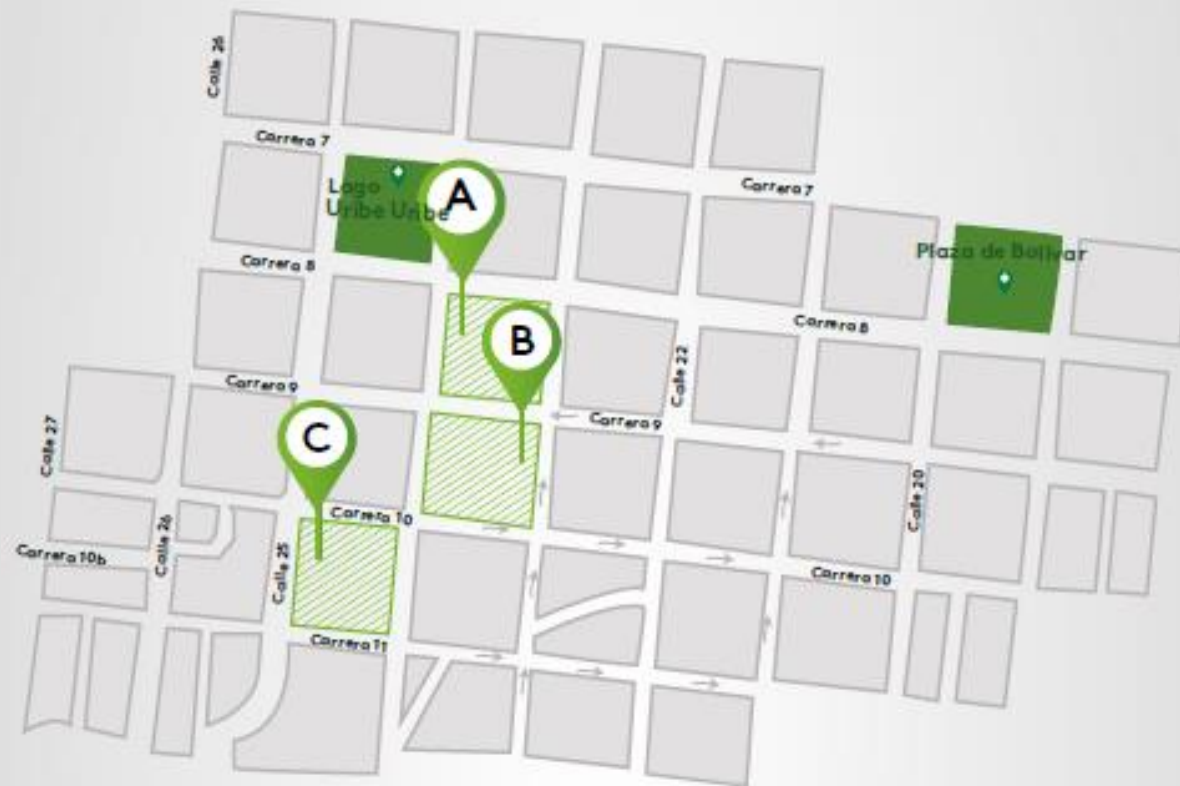 Calle 26
Carrera 7
Carrera 7
Lago
Uribe Uribe
A
Plaza de Bolívar
Carrera 8
Carrera 8
B
Calle 22
Carrera 9
Carrera 9
C
Calle 27
Calle 20
Carrera 10
Carrera 10b
Calle 26
Calle 25
Carrera 10
Carrera 11